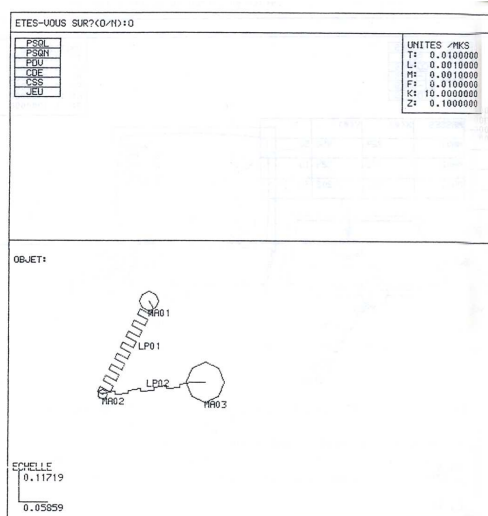 ETES-VOUS SUR?(O/N):O
PSQL
PSQN
PDV
CDE
CSS
JEU
UNITES /MKS
T: 0.0100000
L: 0.0010000
M: 0.0010000
F: 0.0100000
K: 10.0000000
Z: 0.1000000
OBJET:
MA01
LP01
LP02
MA02
MA03
ECHELLE
0.11719
0.05859